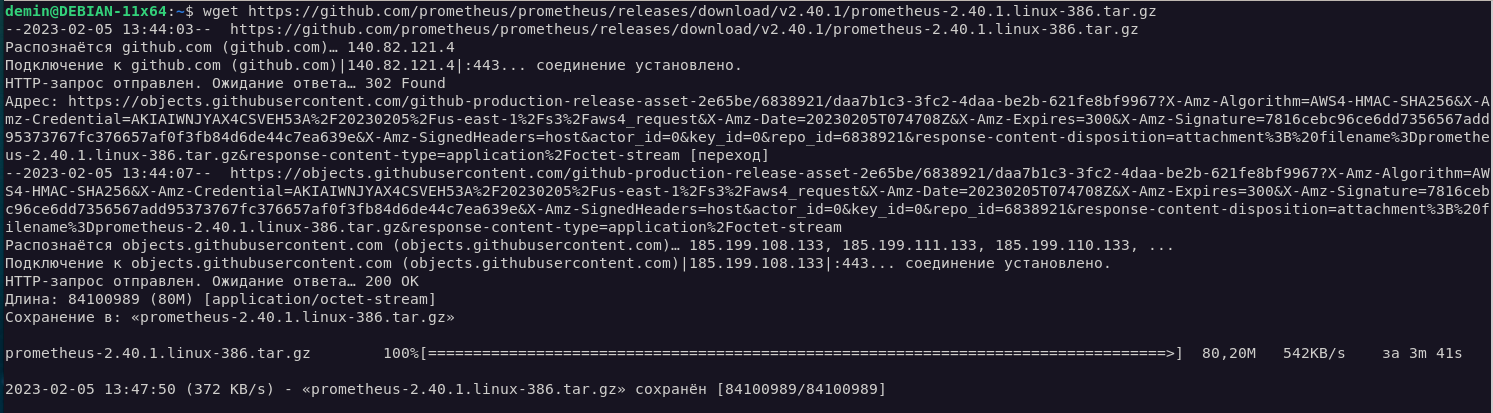 demin@DEBIAN-11x64:~$ wget https://github.com/prometheus/prometheus/releases/download/v2.40.1/prometheus-2.40.1.linux-386.tar.gz
--2023-02-05 13:44:03--  https://github.com/prometheus/prometheus/releases/download/v2.40.1/prometheus-2.40.1.linux-386.tar.gz
Распознаётся github.com (github.com)… 140.82.121.4
Подключение к github.com (github.com)|140.82.121.4|:443... соединение установлено.
HTTP-запрос отправлен. Ожидание ответа… 302 Found
Адрес: https://objects.githubusercontent.com/github-production-release-asset-2e65be/6838921/daa7b1c3-3fc2-4daa-be2b-621fe8bf9967?X-Amz-Algorithm=AWS4-HMAC-SHA256&X-A
mz-Credential=AKIAIWNJYAX4CSVEH53A%2F20230205%2Fus-east-1%2Fs3%2Faws4_request&X-Amz-Date=20230205T074708Z&X-Amz-Expires=300&X-Amz-Signature=7816cebc96ce6dd7356567add
95373767fc376657af0f3fb84d6de44c7ea639e&X-Amz-SignedHeaders=host&actor_id=0&key_id=0&repo_id=6838921&response-content-disposition=attachment%3B%20filename%3Dpromethe
us-2.40.1.linux-386.tar.gz&response-content-type=application%2Foctet-stream [переход]
--2023-02-05 13:44:07--  https://objects.githubusercontent.com/github-production-release-asset-2e65be/6838921/daa7b1c3-3fc2-4daa-be2b-621fe8bf9967?X-Amz-Algorithm=AW
S4-HMAC-SHA256&X-Amz-Credential=AKIAIWNJYAX4CSVEH53A%2F20230205%2Fus-east-1%2Fs3%2Faws4_request&X-Amz-Date=20230205T074708Z&X-Amz-Expires=300&X-Amz-Signature=7816ceb
c96ce6dd7356567add95373767fc376657af0f3fb84d6de44c7ea639e&X-Amz-SignedHeaders=host&actor_id=0&key_id=0&repo_id=6838921&response-content-disposition=attachment%3B%20f
ilename%3Dprometheus-2.40.1.linux-386.tar.gz&response-content-type=application%2Foctet-stream
Распознаётся objects.githubusercontent.com (objects.githubusercontent.com)… 185.199.108.133, 185.199.111.133, 185.199.110.133, ...
Подключение к objects.githubusercontent.com (objects.githubusercontent.com)|185.199.108.133|:443... соединение установлено.
HTTP-запрос отправлен. Ожидание ответа… 200 OK
Длина: 84100989 (80M) [application/octet-stream]
Сохранение в: «prometheus-2.40.1.linux-386.tar.gz»
prometheus-2.40.1.linux-386.tar.gz        100%[==================================================================================>]  80,20M   542KB/s    за 3m 41s
2023-02-05 13:47:50 (372 KB/s) - «prometheus-2.40.1.linux-386.tar.gz» сохранён [84100989/84100989]